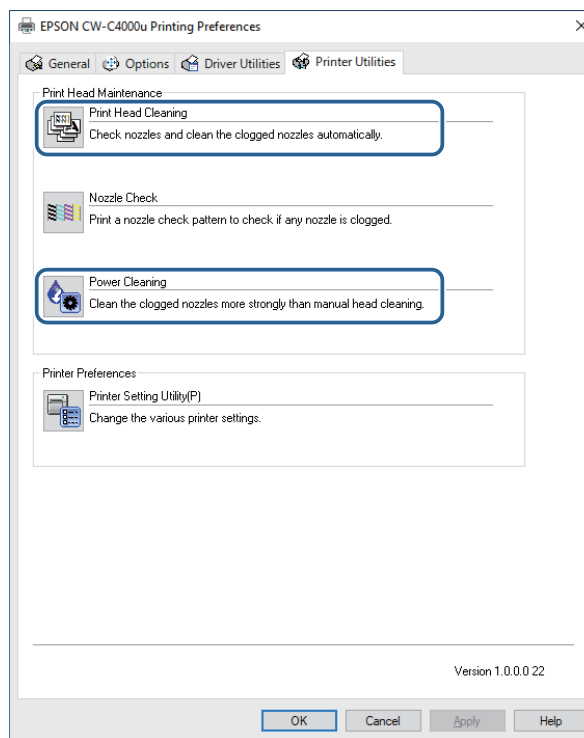 EPSON CW-C4000u Printing Preferences
General Options Driver Utilities Printer Utilities
Print Head Maintenance
Print Head Cleaning
Check nozzles and clean the clogged nozzles automatically.
Nozzle Check
Print a nozzle check pattern to check if any nozzle is clogged.
Power Cleaning
Clean the clogged nozzles more strongly than manual head cleaning.
Printer Preferences
Printer Setting Utility(P)
Change the various printer settings.
Version 1.0.0.0 22
OK Cancel Apply Help